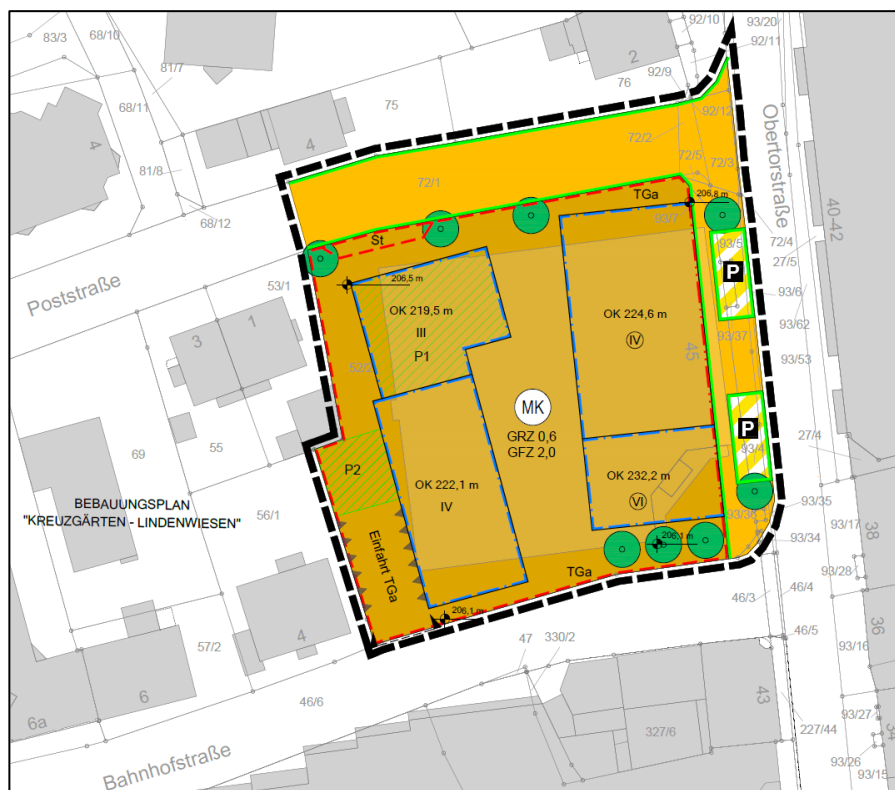 83/3
68/10
81/7
68/11
81/8
68/12
4
4
75
76
2
92/10
92/9
93/20
92/11
92/12
72/2
72/5
72/3
72/1
Obertorstraße
40-42
TGa
206,8 m
93/7
93/5
72/4
27/5
St
Poststraße
53/1
206,5 m
OK 219,5 m
III
P1
OK 224,6 m
IV
P
93/6
93/62
93/37
93/53
45
3
1
MK
GRZ 0,6
GFZ 2,0
69
55
P2
P
93/4
27/4
BEBAUUNGSPLAN
"KREUZGÄRTEN - LINDENWIESEN"
56/1
OK 222,1 m
IV
OK 232,2 m
VI
93/36
93/35
93/17
93/34
38
Einfahrt TGa
206,1 m
TGa
93/28
46/3
46/4
36
206,1 m
46/5
4
57/2
47
330/2
93/16
6
6a
46/6
43
327/6
93/27
34
227/44
93/26
93/15
Bahnhofstraße